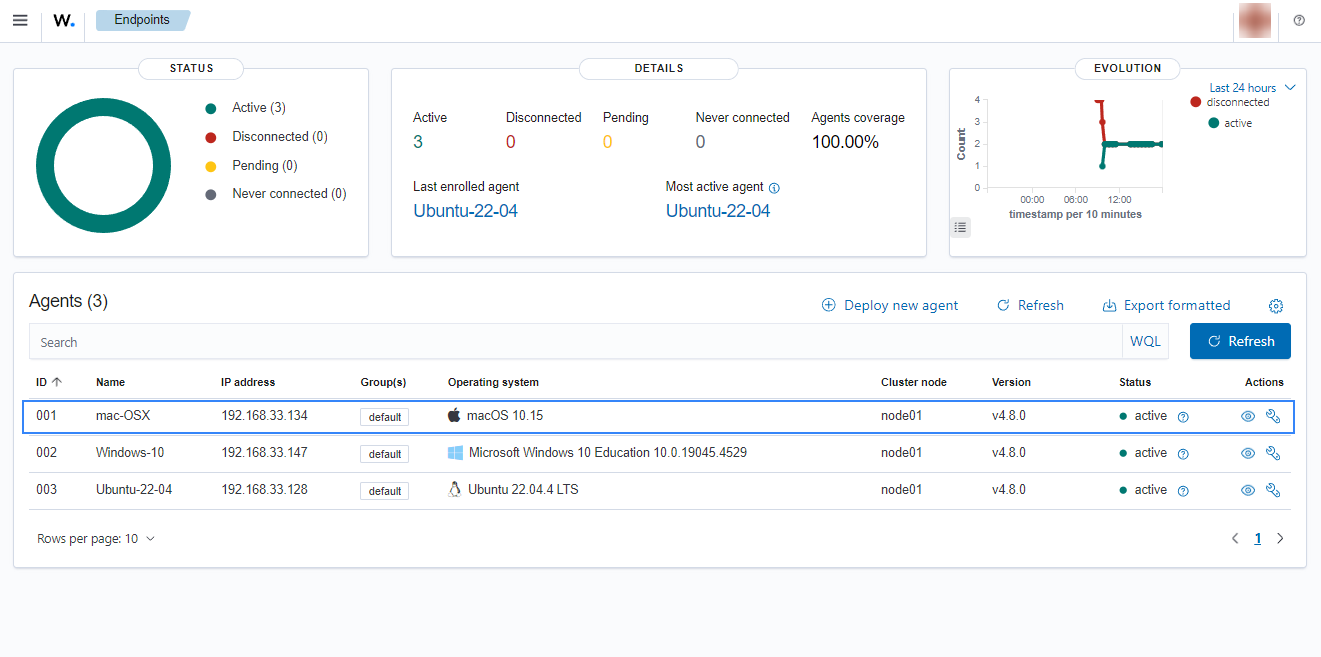 W. Endpoints
STATUS
Active (3)
Disconnected (0)
Pending (0)
Never connected (0)
DETAILS
Active Disconnected Pending Never connected Agents coverage
3 0 0 0 100.00%
Last enrolled agent Most active agent
Ubuntu-22-04 Ubuntu-22-04
EVOLUTION
Last 24 hours
disconnected
active
Count
4
3
2
1
0
00:00 06:00 12:00
timestamp per 10 minutes
Agents (3)
Deploy new agent Refresh Export formatted
Search WQL Refresh
ID Name IP address Group(s) Operating system Cluster node Version Status Actions
001 mac-OSX 192.168.33.134 default macOS 10.15 node01 v4.8.0 active
002 Windows-10 192.168.33.147 default Microsoft Windows 10 Education 10.0.19045.4529 node01 v4.8.0 active
003 Ubuntu-22-04 192.168.33.128 default Ubuntu 22.04.4 LTS node01 v4.8.0 active
Rows per page: 10 1